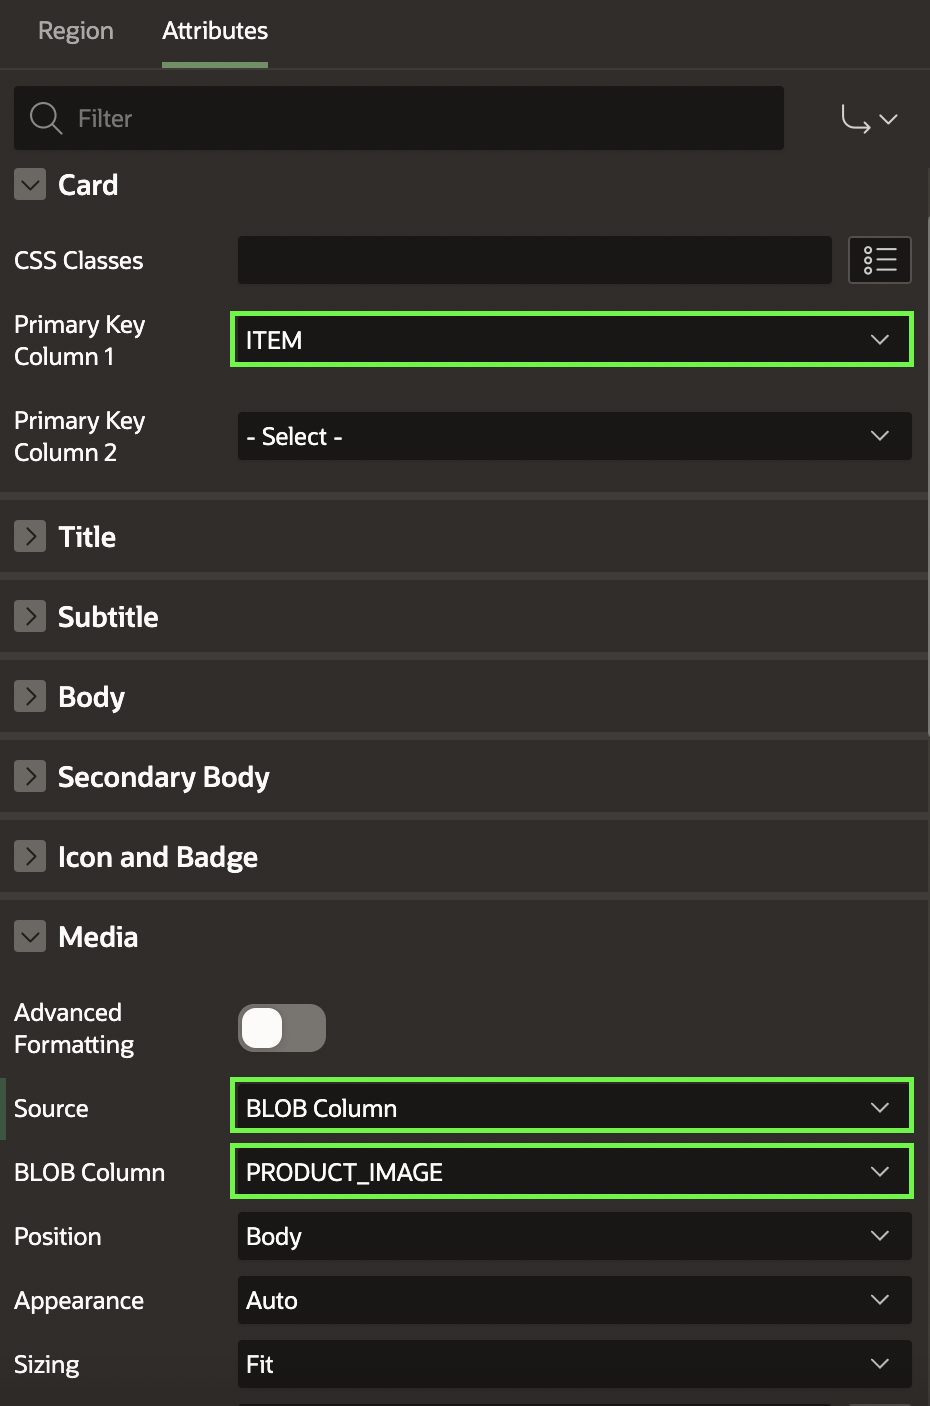 Region Attributes
Filter
Card
CSS Classes
Primary Key
Column 1
ITEM
Primary Key
Column 2
- Select -
Title
Subtitle
Body
Secondary Body
Icon and Badge
Media
Advanced
Formatting
Source BLOB Column
BLOB Column PRODUCT_IMAGE
Position Body
Appearance Auto
Sizing Fit